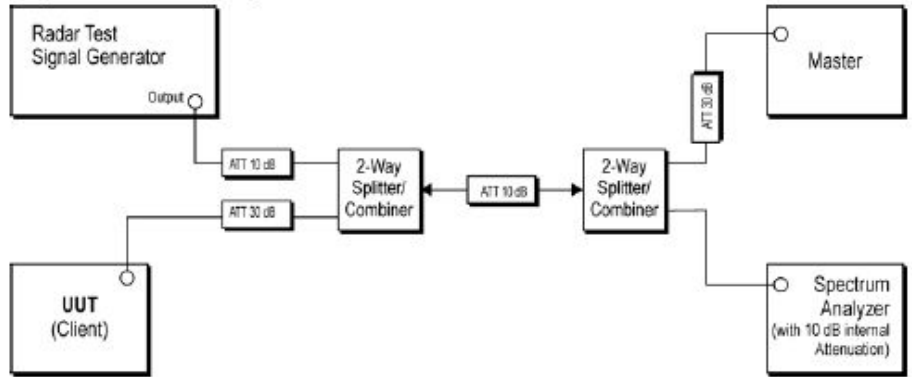 Radar Test
Signal Generator
Output
ATT 10 dB
ATT 30 dB
2-Way
Splitter/
Combiner
ATT 10 dB
2-Way
Splitter/
Combiner
ATT 30 dB
Master
UUT
(Client)
Spectrum
Analyzer
(with 10 dB internal
Attenuation)